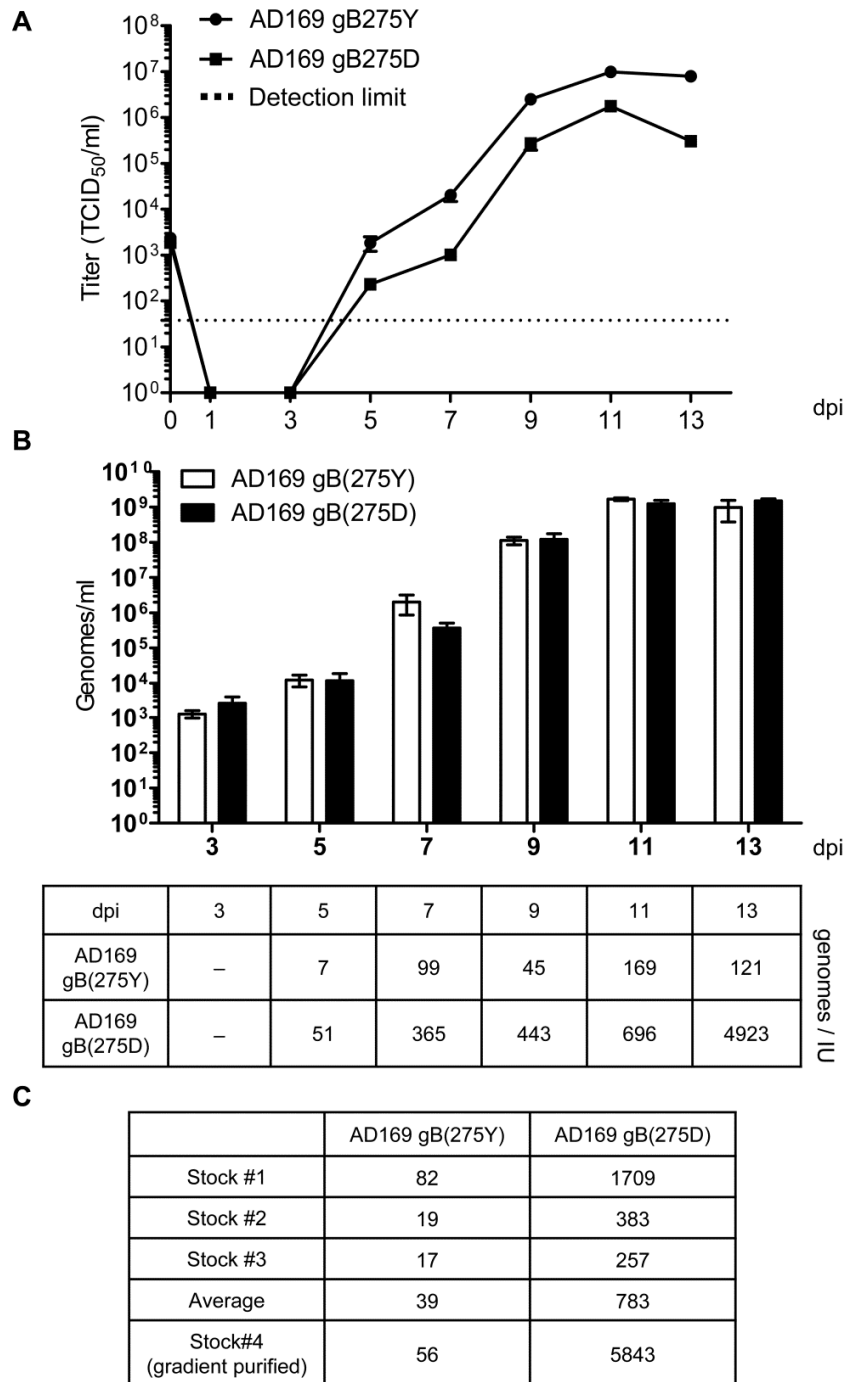 A
AD169 gB275Y
AD169 gB275D
Detection limit
Titer (TCID50/ml)
10^8
10^7
10^6
10^5
10^4
10^3
10^2
10^1
10^0
0 1 3 5 7 9 11 13 dpi
B
AD169 gB(275Y)
AD169 gB(275D)
Genomes/ml
10^10
10^9
10^8
10^7
10^6
10^5
10^4
10^3
10^2
10^1
10^0
3 5 7 9 11 13 dpi
dpi 3 5 7 9 11 13
AD169 gB(275Y) – 7 99 45 169 121
AD169 gB(275D) – 51 365 443 696 4923
genomes / IU
C
AD169 gB(275Y) AD169 gB(275D)
Stock #1 82 1709
Stock #2 19 383
Stock #3 17 257
Average 39 783
Stock#4 (gradient purified) 56 5843